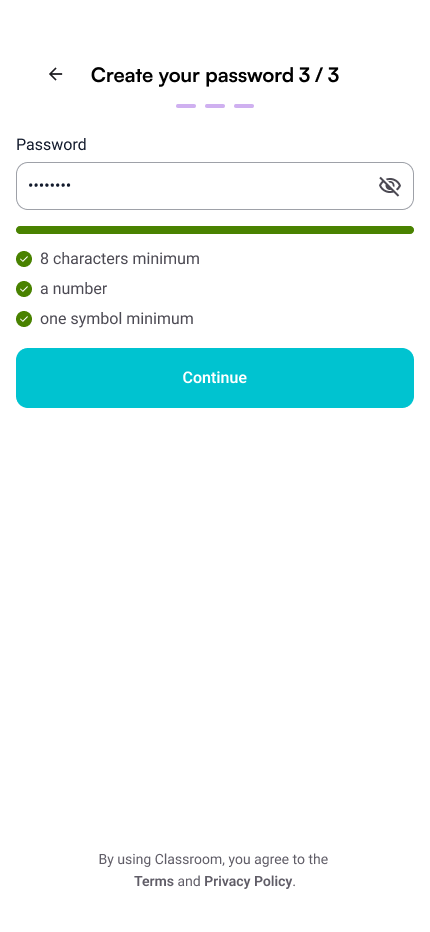 Create your password 3 / 3
Password
••••••••
8 characters minimum
a number
one symbol minimum
Continue
By using Classroom, you agree to the
Terms and Privacy Policy.